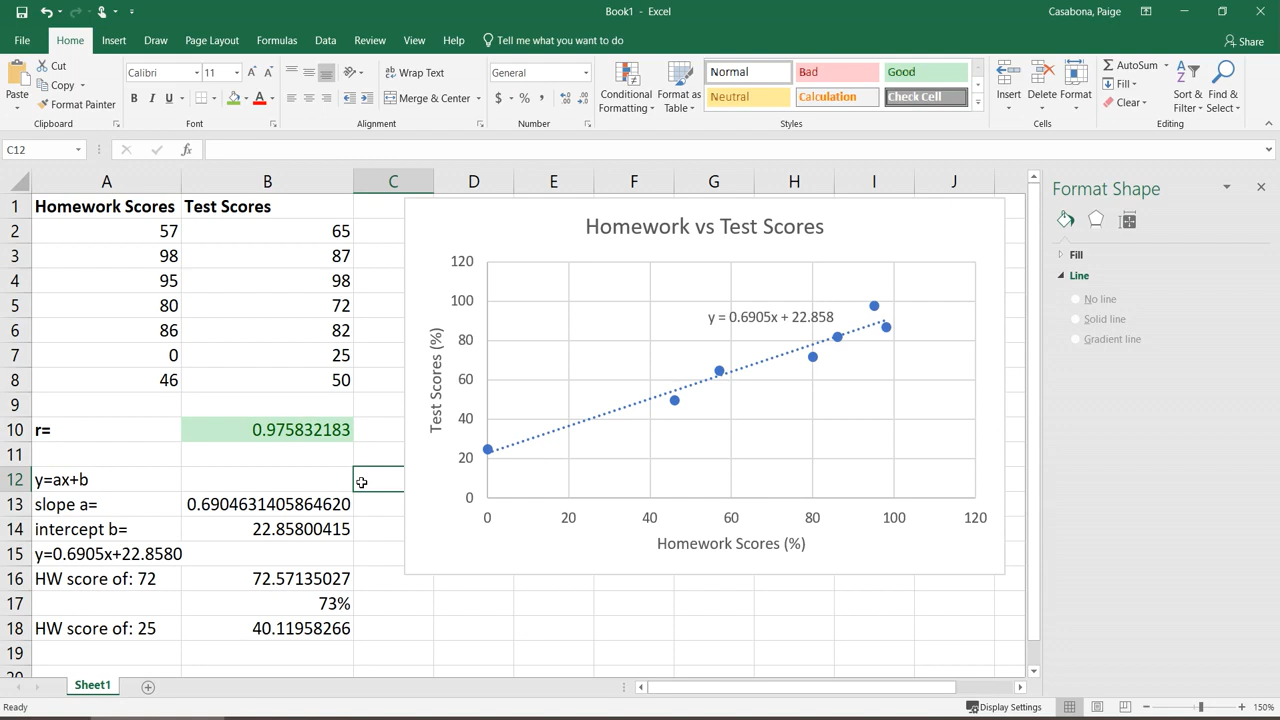 Book1 - Excel
Casabona, Paige
File Home Insert Draw Page Layout Formulas Data Review View Help Tell me what you want to do Share
Paste
Cut
Copy
Format Painter
Clipboard
Calibri 11
B I U
Font
Wrap Text
Merge & Center
Alignment
General
$ % ,
Number
Conditional Formatting
Format as Table
Normal Bad Good
Neutral Calculation Check Cell
Styles
Insert Delete Format
Cells
AutoSum
Fill
Clear
Sort & Filter
Find & Select
Editing
C12 fx
A B C D E F G H I J
1 Homework Scores Test Scores
2 57 65
3 98 87
4 95 98
5 80 72
6 86 82
7 0 25
8 46 50
9
10 r= 0.975832183
11
12 y=ax+b
13 slope a= 0.6904631405864620
14 intercept b= 22.85800415
15 y=0.6905x+22.8580
16 HW score of: 72 72.57135027
17 73%
18 HW score of: 25 40.11958266
19
20
Homework vs Test Scores
120
100
80
60
40
20
0
Test Scores (%)
y = 0.6905x + 22.858
0 20 40 60 80 100 120
Homework Scores (%)
Format Shape
Fill
Line
No line
Solid line
Gradient line
Sheet1
Ready
Display Settings
150%